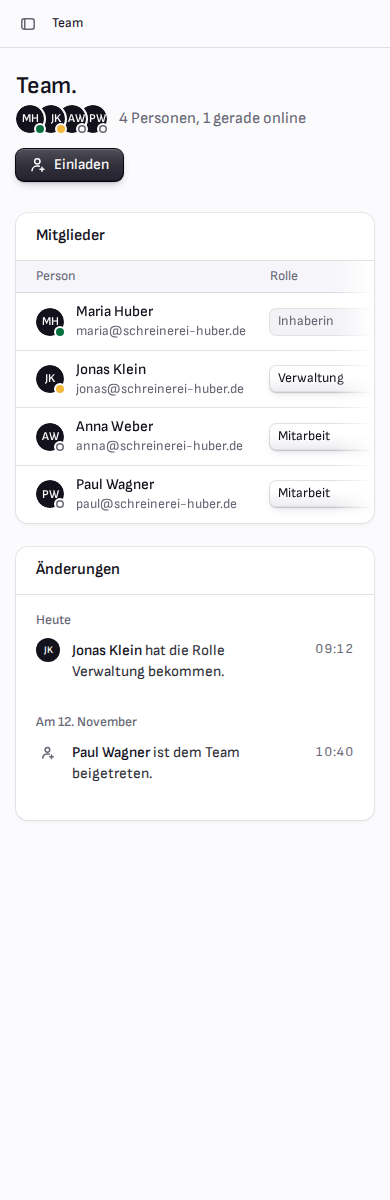 Team
Team.
MH JK AW PW 4 Personen, 1 gerade online
Einladen
Mitglieder
Person Rolle
MH Maria Huber Inhaberin
maria@schreinerei-huber.de
JK Jonas Klein Verwaltung
jonas@schreinerei-huber.de
AW Anna Weber Mitarbeit
anna@schreinerei-huber.de
PW Paul Wagner Mitarbeit
paul@schreinerei-huber.de
Änderungen
Heute
JK Jonas Klein hat die Rolle 09:12
Verwaltung bekommen.
Am 12. November
Paul Wagner ist dem Team 10:40
beigetreten.